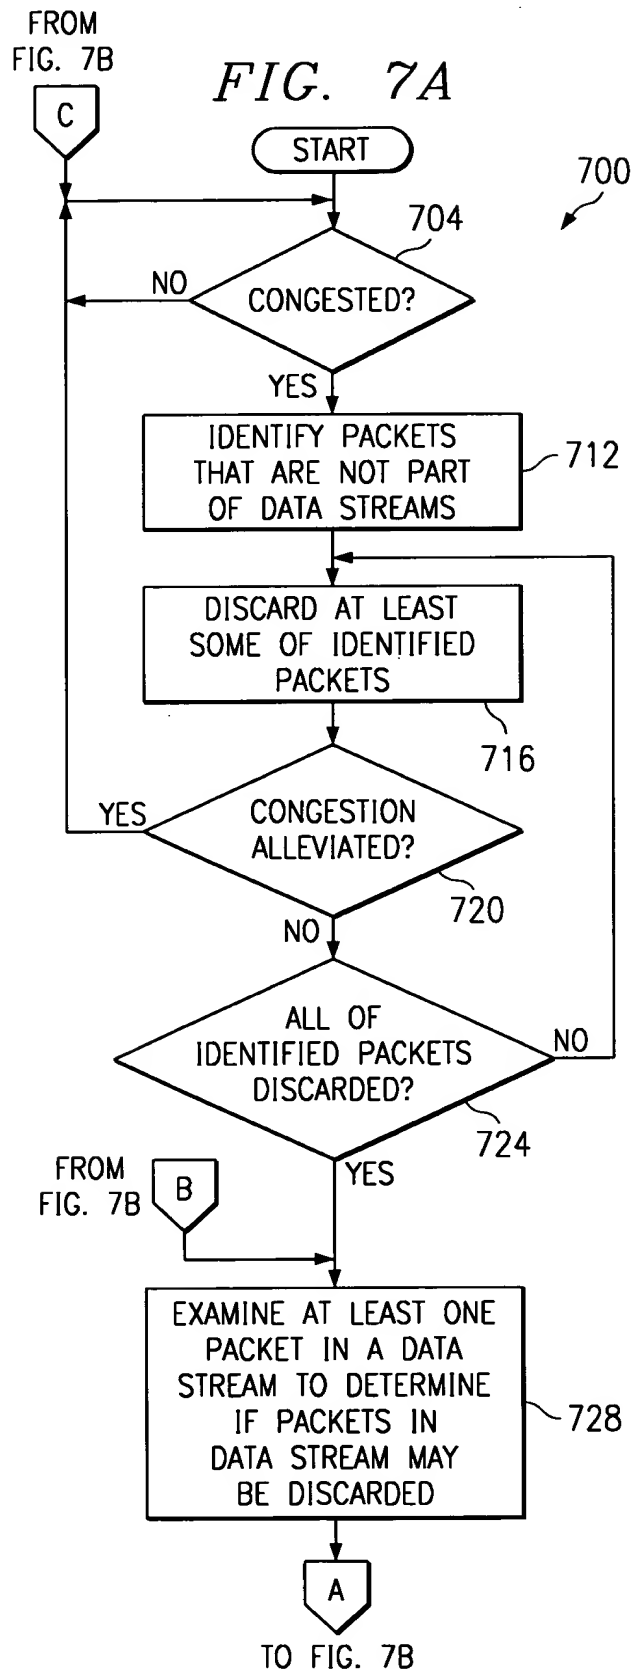 FROM
FIG. 7B
C
FIG. 7A
START
700
704
NO
CONGESTED?
YES
IDENTIFY PACKETS
THAT ARE NOT PART
OF DATA STREAMS
712
DISCARD AT LEAST
SOME OF IDENTIFIED
PACKETS
716
YES
CONGESTION
ALLEVIATED?
720
NO
ALL OF
IDENTIFIED PACKETS
DISCARDED?
NO
724
YES
FROM
FIG. 7B
B
EXAMINE AT LEAST ONE
PACKET IN A DATA
STREAM TO DETERMINE
IF PACKETS IN
DATA STREAM MAY
BE DISCARDED
728
A
TO FIG. 7B